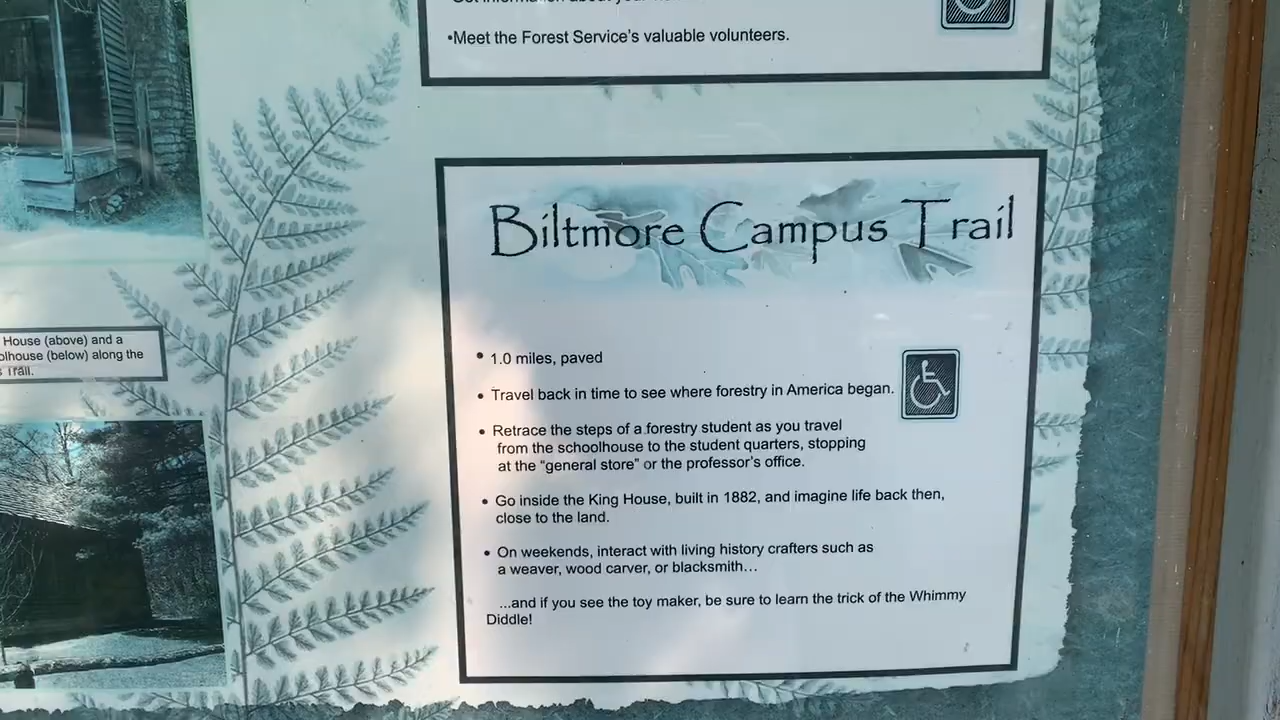 •Meet the Forest Service's valuable volunteers.
Biltmore Campus Trail
• 1.0 miles, paved
• Travel back in time to see where forestry in America began.
• Retrace the steps of a forestry student as you travel
from the schoolhouse to the student quarters, stopping
at the "general store" or the professor's office.
• Go inside the King House, built in 1882, and imagine life back then,
close to the land.
• On weekends, interact with living history crafters such as
a weaver, wood carver, or blacksmith…
...and if you see the toy maker, be sure to learn the trick of the Whimmy
Diddle!
House (above) and a
olhouse (below) along the
s Trail.